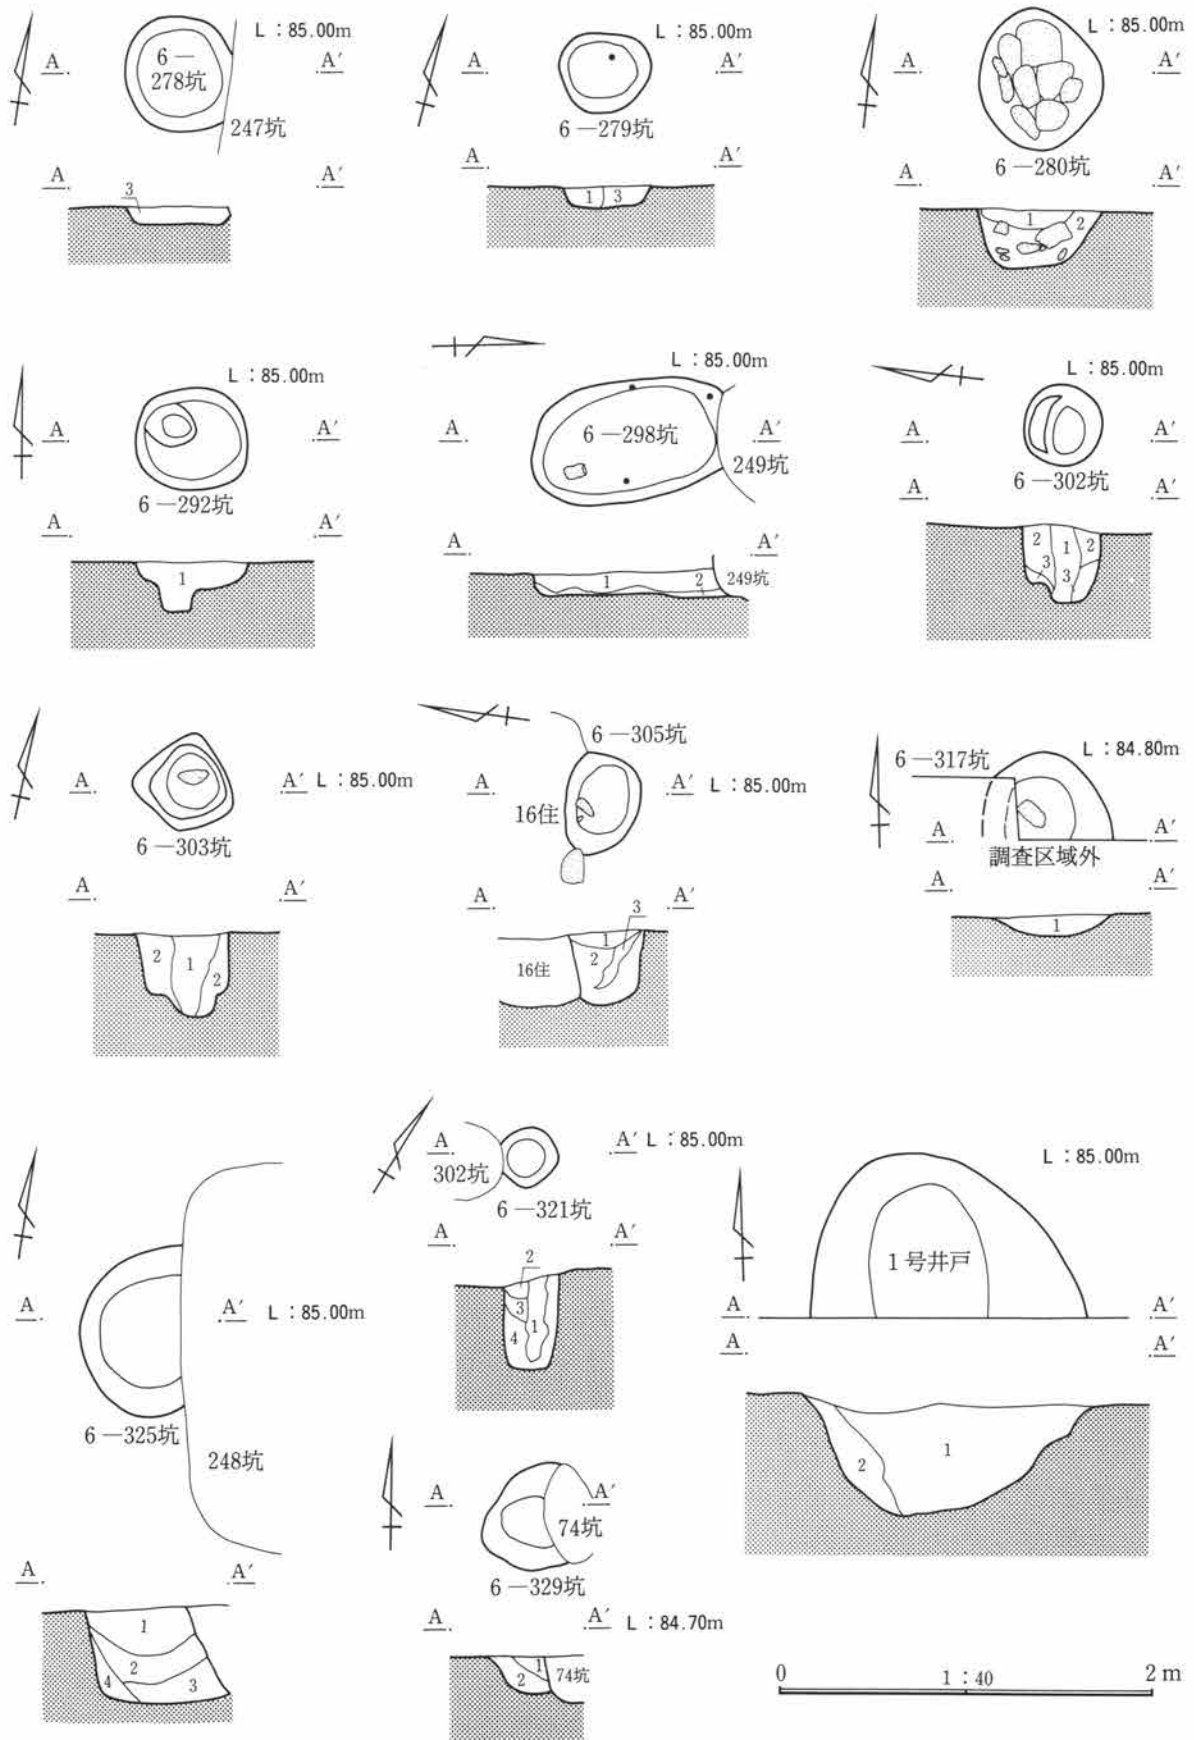 L：85.00m
A
6—
278坑
A′
247坑
A
A′
3
L：85.00m
A
A′
6—279坑
A
A′
1
3
L：85.00m
A
A′
6—280坑
A
A′
1
2
L：85.00m
A
A′
6—292坑
A
A′
1
L：85.00m
A
6—298坑
A′
249坑
A
A′
1
2
249坑
L：85.00m
A
A′
6—302坑
A
A′
2
1
2
3
3
A
A′ L：85.00m
6—303坑
A
A′
2
1
2
6—305坑
A
A′ L：85.00m
16住
A
A′
3
1
2
16住
6—317坑
L：84.80m
A
A′
調査区域外
A
A′
1
A
A′ L：85.00m
6—325坑
248坑
A
A′
1
2
4
3
A
A′ L：85.00m
302坑
6—321坑
A
A′
2
3
1
4
A
A′
74坑
6—329坑
A
A′ L：84.70m
1
2
74坑
L：85.00m
1号井戸
A
A′
A
A′
1
2
0
1：40
2m